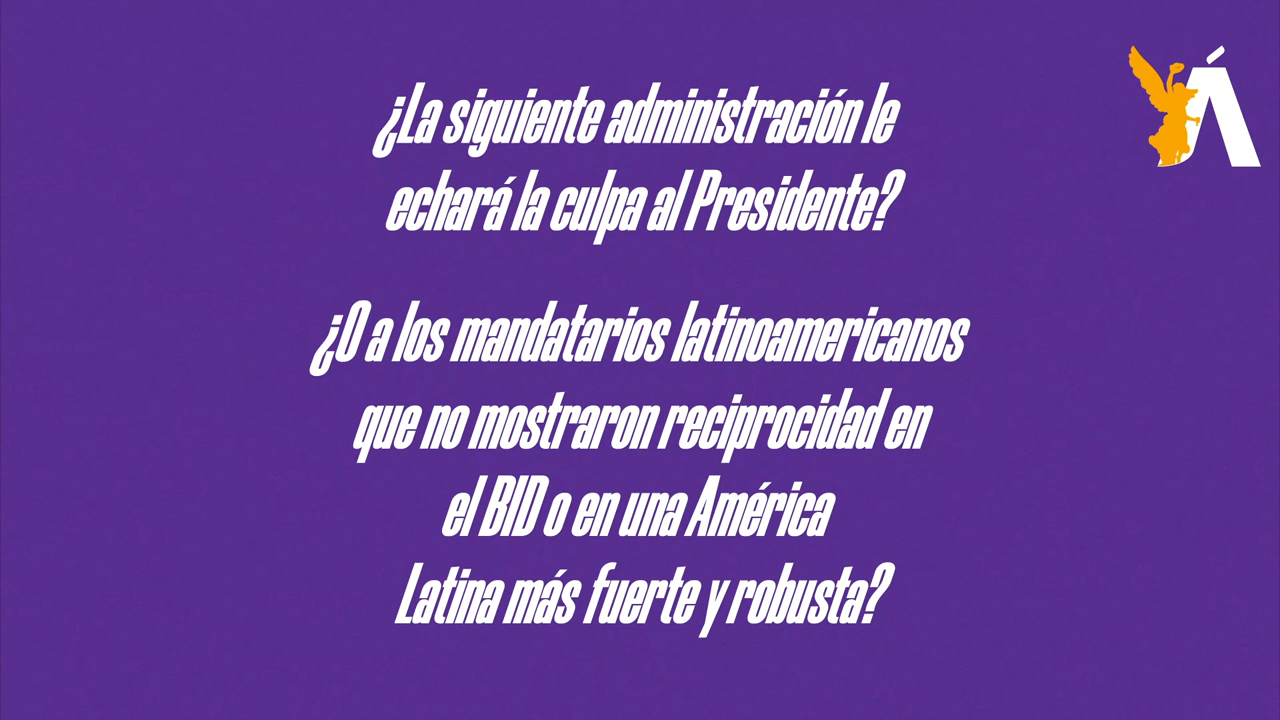 ¿La siguiente administración le
echará la culpa al Presidente?
¿O a los mandatarios latinoamericanos
que no mostraron reciprocidad en
el BID o en una América
Latina más fuerte y robusta?
Á